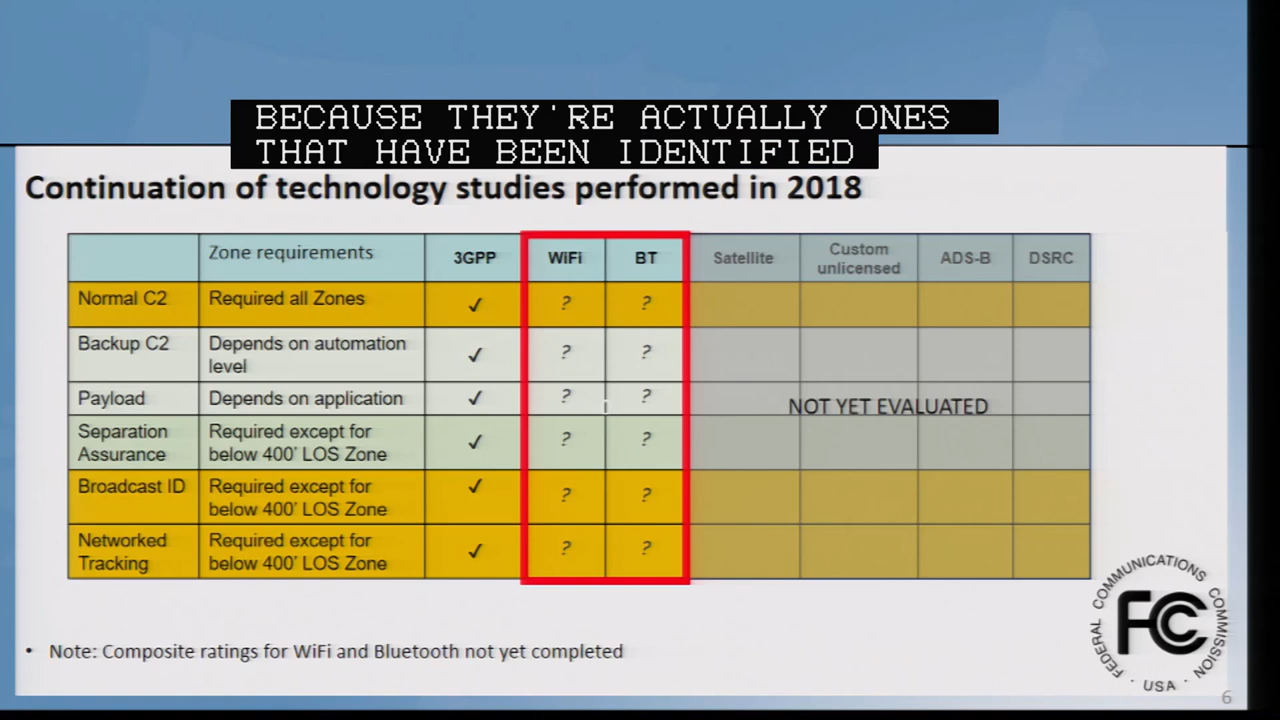 BECAUSE THEY'RE ACTUALLY ONES
THAT HAVE BEEN IDENTIFIED
Continuation of technology studies performed in 2018
Zone requirements 3GPP WiFi BT Satellite Custom unlicensed ADS-B DSRC
Normal C2 Required all Zones ✓ ? ?
Backup C2 Depends on automation level ✓ ? ?
Payload Depends on application ✓ ? ?
NOT YET EVALUATED
Separation Assurance Required except for below 400' LOS Zone ✓ ? ?
Broadcast ID Required except for below 400' LOS Zone ✓ ? ?
Networked Tracking Required except for below 400' LOS Zone ✓ ? ?
• Note: Composite ratings for WiFi and Bluetooth not yet completed
FEDERAL COMMUNICATIONS COMMISSION
FCC
· USA ·
6